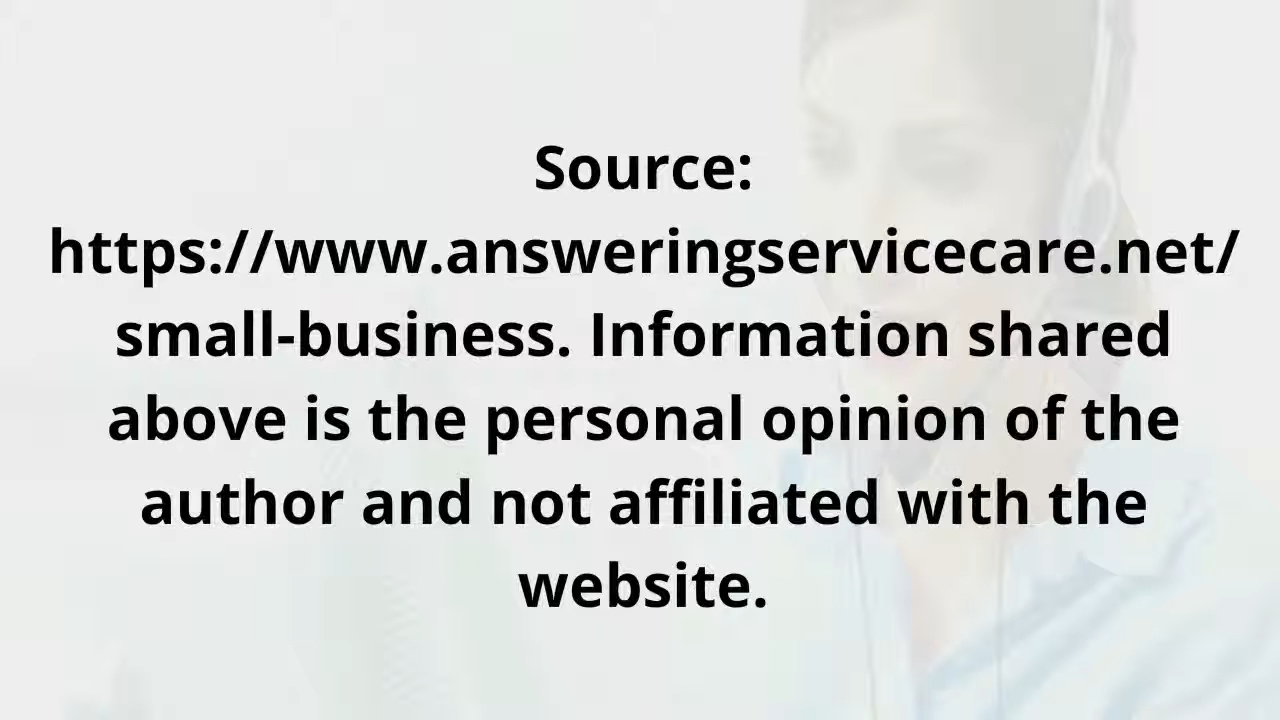 Source:
https://www.answeringservicecare.net/
small-business. Information shared
above is the personal opinion of the
author and not affiliated with the
website.